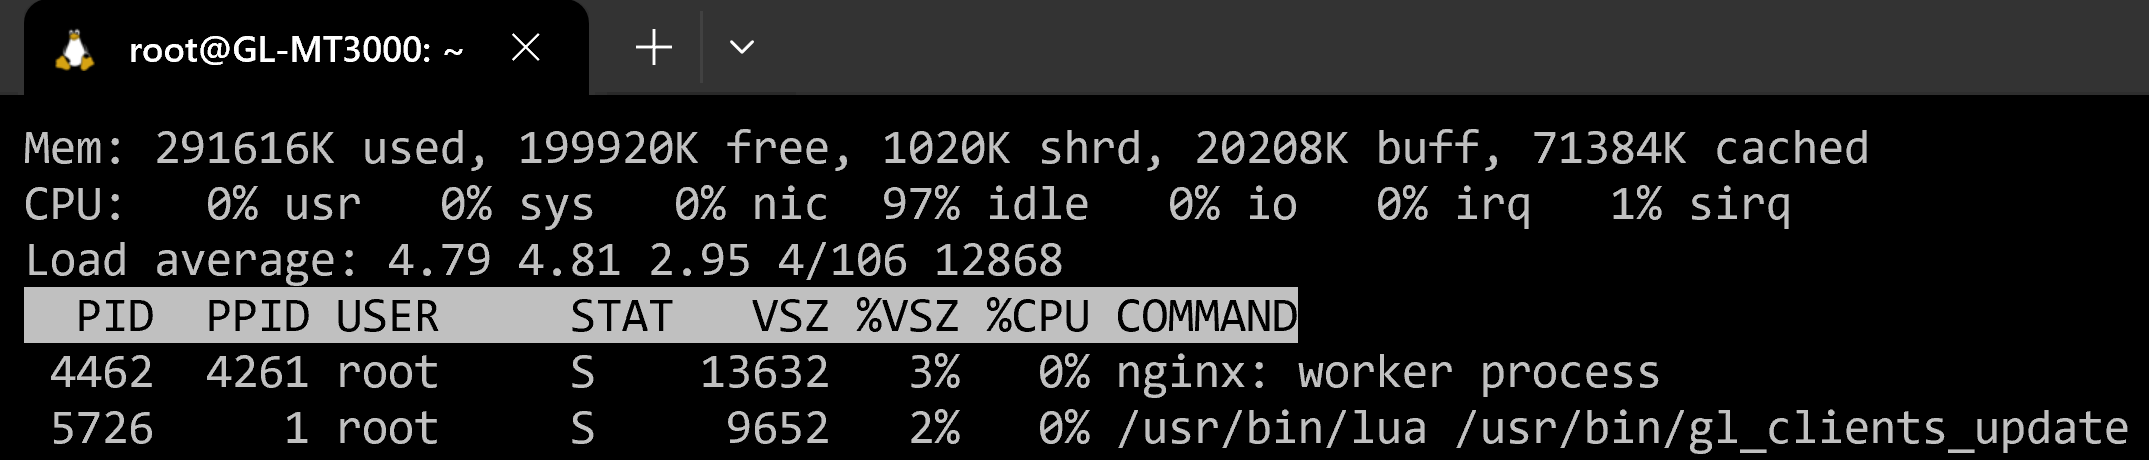 root@GL-MT3000: ~
Mem: 291616K used, 199920K free, 1020K shrd, 20208K buff, 71384K cached
CPU:   0% usr   0% sys   0% nic  97% idle   0% io   0% irq   1% sirq
Load average: 4.79 4.81 2.95 4/106 12868
  PID  PPID USER     STAT   VSZ %VSZ %CPU COMMAND
 4462  4261 root     S    13632   3%   0% nginx: worker process
 5726     1 root     S     9652   2%   0% /usr/bin/lua /usr/bin/gl_clients_update